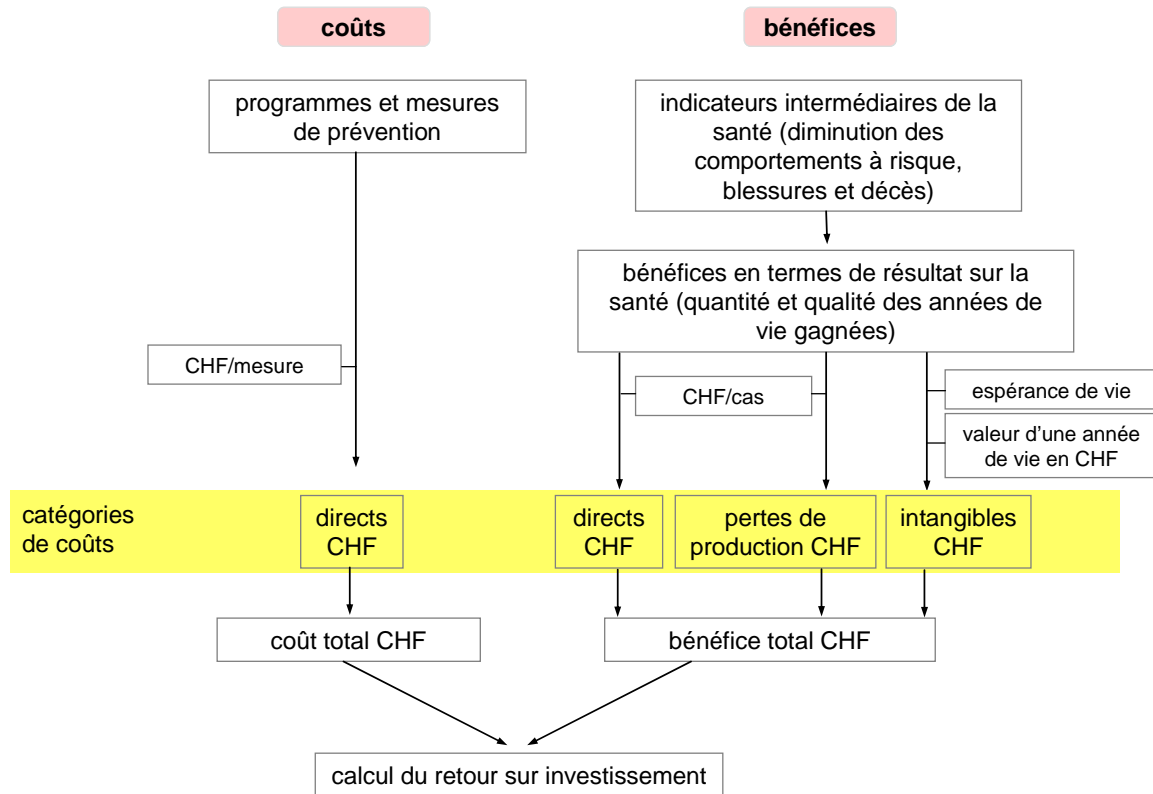 coûts
bénéfices
programmes et mesures
de prévention
indicateurs intermédiaires de la
santé (diminution des
comportements à risque,
blessures et décès)
bénéfices en termes de résultat sur la
santé (quantité et qualité des années de
vie gagnées)
CHF/mesure
CHF/cas
espérance de vie
valeur d'une année
de vie en CHF
catégories
de coûts
directs
CHF
directs
CHF
pertes de
production CHF
intangibles
CHF
coût total CHF
bénéfice total CHF
calcul du retour sur investissement